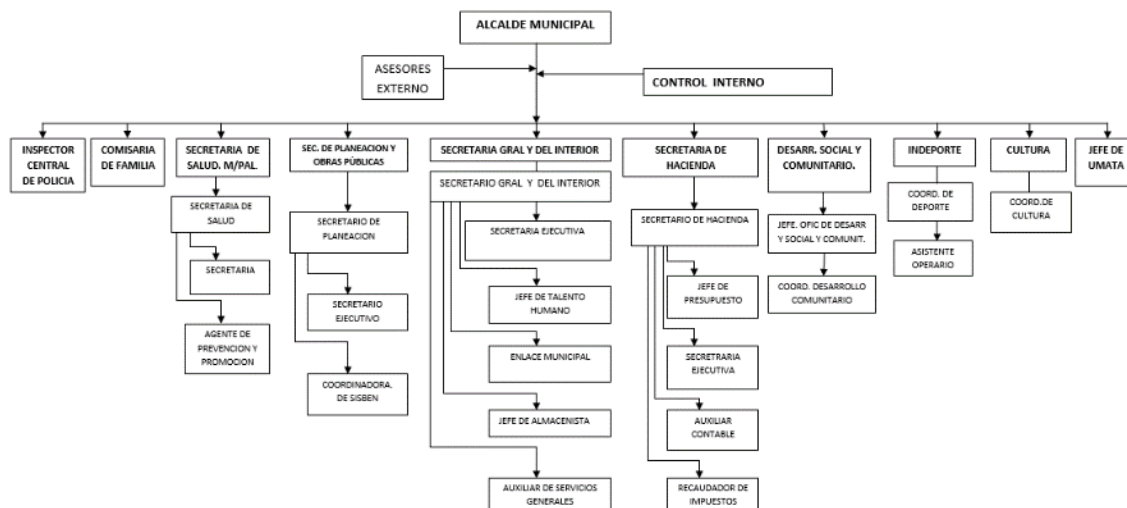 ALCALDE MUNICIPAL
ASESORES
EXTERNO
CONTROL INTERNO
INSPECTOR
CENTRAL
DE POLICIA
COMISARIA
DE FAMILIA
SECRETARIA DE
SALUD. M/PAL.
SEC. DE PLANEACION Y
OBRAS PÚBLICAS
SECRETARIA GRAL Y DEL INTERIOR
SECRETARIA DE
HACIENDA
DESARR. SOCIAL Y
COMUNITARIO.
INDEPORTE
CULTURA
JEFE DE
UMATA
SECRETARIA DE
SALUD
SECRETARIA
AGENTE DE
PREVENCION Y
PROMOCION
SECRETARIO DE
PLANEACION
SECRETARIO
EJECUTIVO
COORDINADORA.
DE SISBEN
SECRETARIO GRAL Y DEL INTERIOR
SECRETARIA EJECUTIVA
JEFE DE TALENTO
HUMANO
ENLACE MUNICIPAL
JEFE DE ALMACENISTA
AUXILIAR DE SERVICIOS
GENERALES
SECRETARIO DE HACIENDA
JEFE DE
PRESUPUESTO
SECRETRARIA
EJECUTIVA
AUXILIAR
CONTABLE
RECAUDADOR DE
IMPUESTOS
JEFE. OFIC DE DESARR
Y SOCIAL Y COMUNIT.
COORD. DESARROLLO
COMUNITARIO
COORD. DE
DEPORTE
ASISTENTE
OPERARIO
COORD.DE
CULTURA